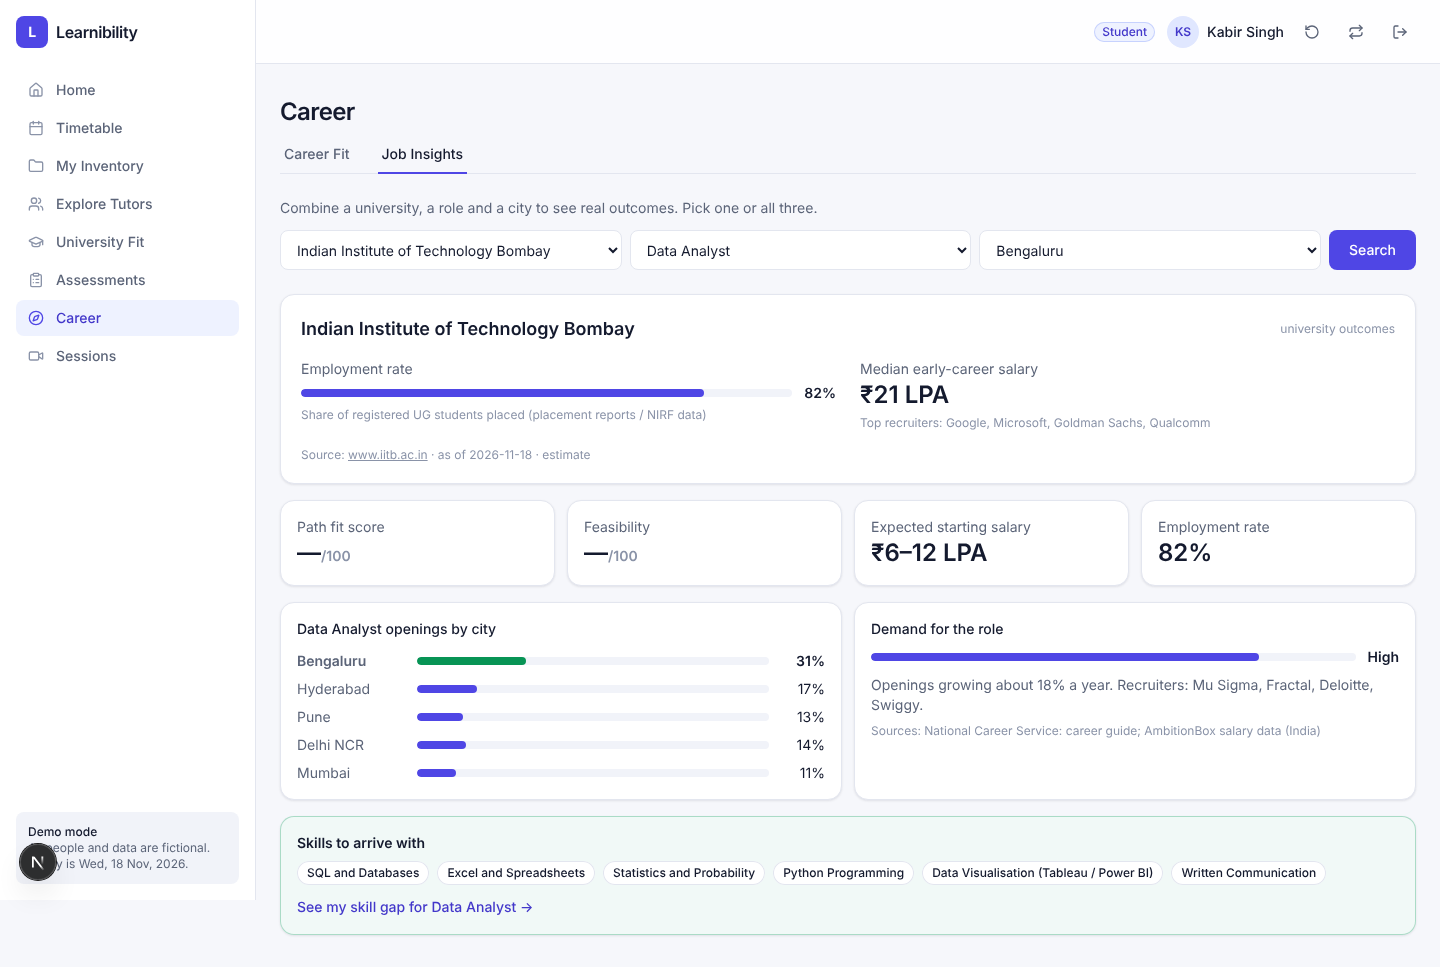 L Learnibility
Student KS Kabir Singh
Home
Timetable
My Inventory
Explore Tutors
University Fit
Assessments
Career
Sessions
Demo mode
people and data are fictional.
is Wed, 18 Nov, 2026.
N
Career
Career Fit Job Insights
Combine a university, a role and a city to see real outcomes. Pick one or all three.
Indian Institute of Technology Bombay Data Analyst Bengaluru Search
Indian Institute of Technology Bombay university outcomes
Employment rate
82%
Share of registered UG students placed (placement reports / NIRF data)
Median early-career salary
₹21 LPA
Top recruiters: Google, Microsoft, Goldman Sachs, Qualcomm
Source: www.iitb.ac.in · as of 2026-11-18 · estimate
Path fit score
—/100
Feasibility
—/100
Expected starting salary
₹6–12 LPA
Employment rate
82%
Data Analyst openings by city
Bengaluru 31%
Hyderabad 17%
Pune 13%
Delhi NCR 14%
Mumbai 11%
Demand for the role
High
Openings growing about 18% a year. Recruiters: Mu Sigma, Fractal, Deloitte,
Swiggy.
Sources: National Career Service: career guide; AmbitionBox salary data (India)
Skills to arrive with
SQL and Databases Excel and Spreadsheets Statistics and Probability Python Programming Data Visualisation (Tableau / Power BI) Written Communication
See my skill gap for Data Analyst →